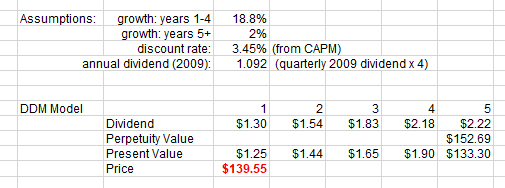 Assumptions: growth: years 1-4 18.8%
growth: years 5+ 2%
discount rate: 3.45% (from CAPM)
annual dividend (2009): 1.092 (quarterly 2009 dividend x 4)
DDM Model 1 2 3 4 5
Dividend $1.30 $1.54 $1.83 $2.18 $2.22
Perpetuity Value $152.69
Present Value $1.25 $1.44 $1.65 $1.90 $133.30
Price $139.55